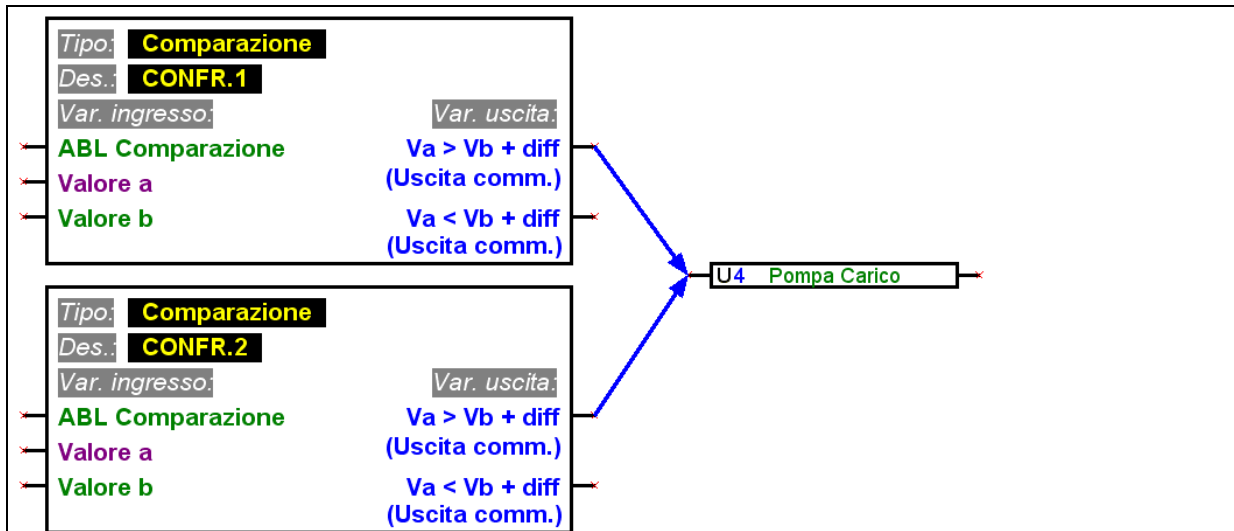 Tipo: Comparazione
Des.: CONFR.1
Var. ingresso: Var. uscita:
ABL Comparazione Va > Vb + diff
Valore a (Uscita comm.)
Valore b Va < Vb + diff
(Uscita comm.)
U4 Pompa Carico
Tipo: Comparazione
Des.: CONFR.2
Var. ingresso: Var. uscita:
ABL Comparazione Va > Vb + diff
Valore a (Uscita comm.)
Valore b Va < Vb + diff
(Uscita comm.)